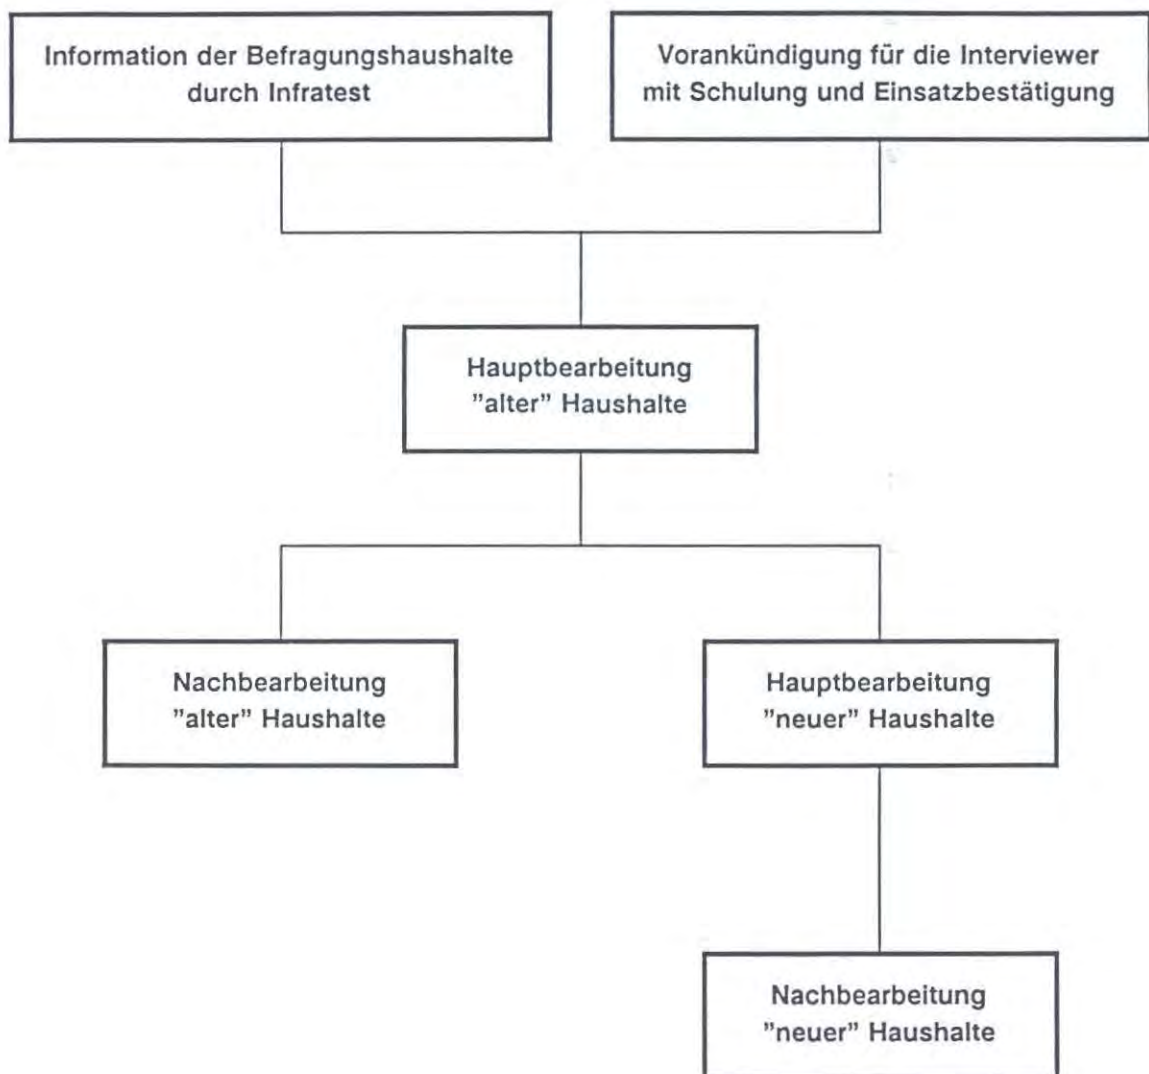 Information der Befragungshaushalte
durch Infratest
Vorankündigung für die Interviewer
mit Schulung und Einsatzbestätigung
Hauptbearbeitung
"alter" Haushalte
Nachbearbeitung
"alter" Haushalte
Hauptbearbeitung
"neuer" Haushalte
Nachbearbeitung
"neuer" Haushalte